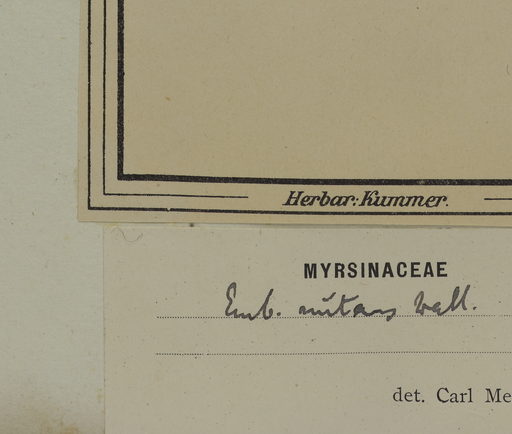 Herbar: Kummer.
MYRSINACEAE
Emb. nutans Wall.
det. Carl Me